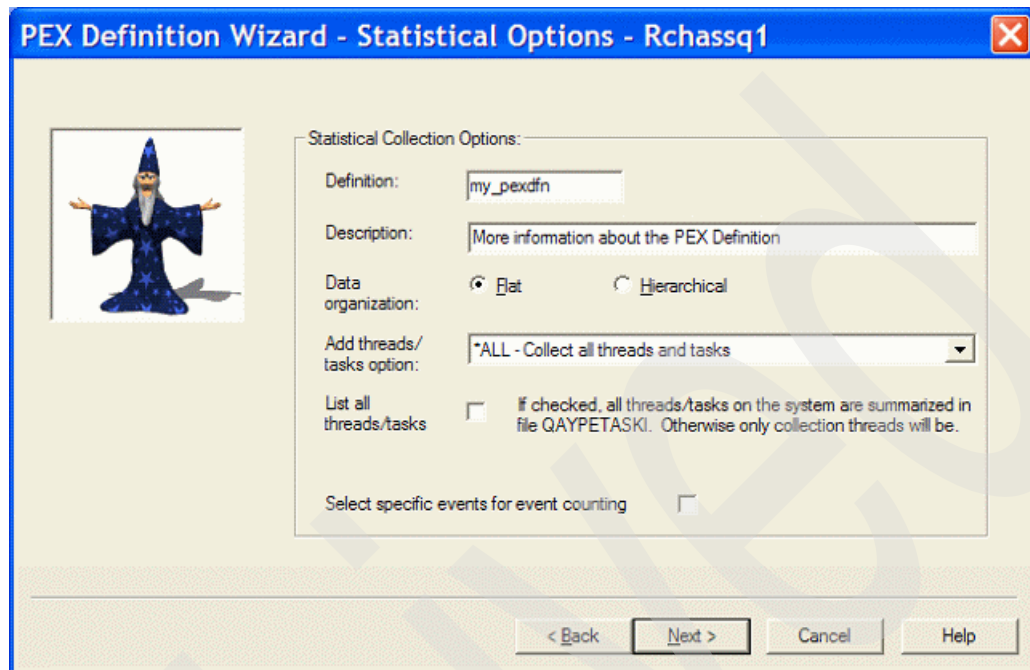 PEX Definition Wizard - Statistical Options - Rchassq1
Statistical Collection Options:
Definition:
my_pexdfn
Description:
More information about the PEX Definition
Data
organization:
Flat
Hierarchical
Add threads/
tasks option:
*ALL - Collect all threads and tasks
List all
threads/tasks
If checked, all threads/tasks on the system are summarized in
file QAYPETASKI. Otherwise only collection threads will be.
Select specific events for event counting
< Back
Next >
Cancel
Help